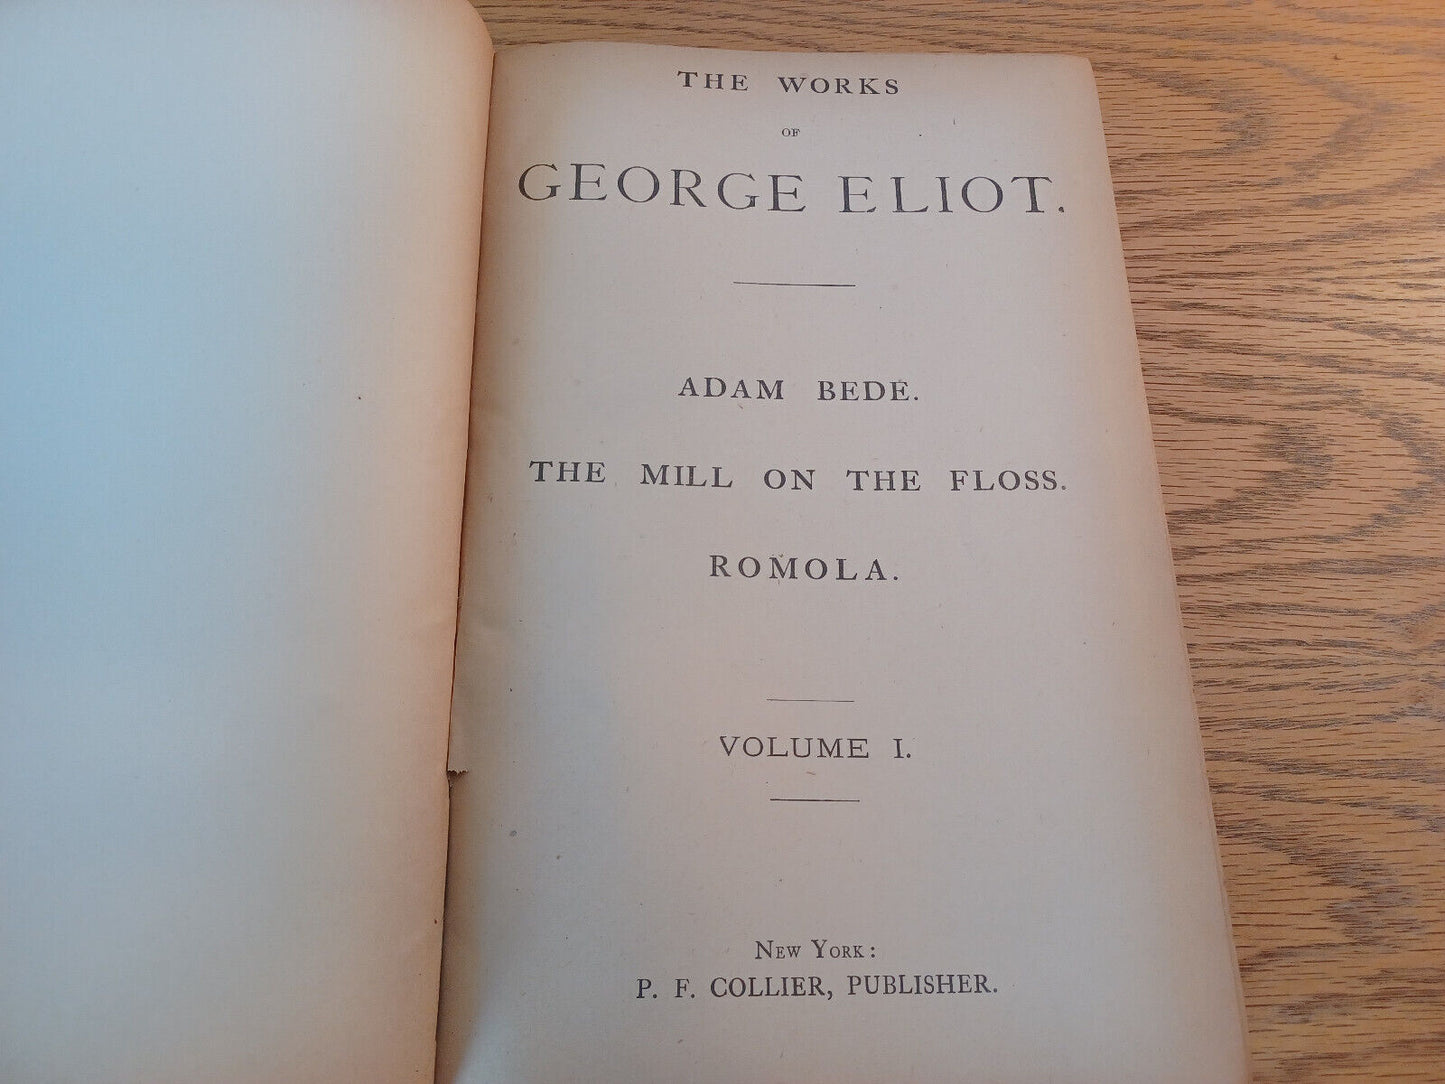 THE WORKS
OF
GEORGE ELIOT.
ADAM BEDE.
THE MILL ON THE FLOSS.
ROMOLA.
VOLUME I.
New York:
P. F. COLLIER, PUBLISHER.